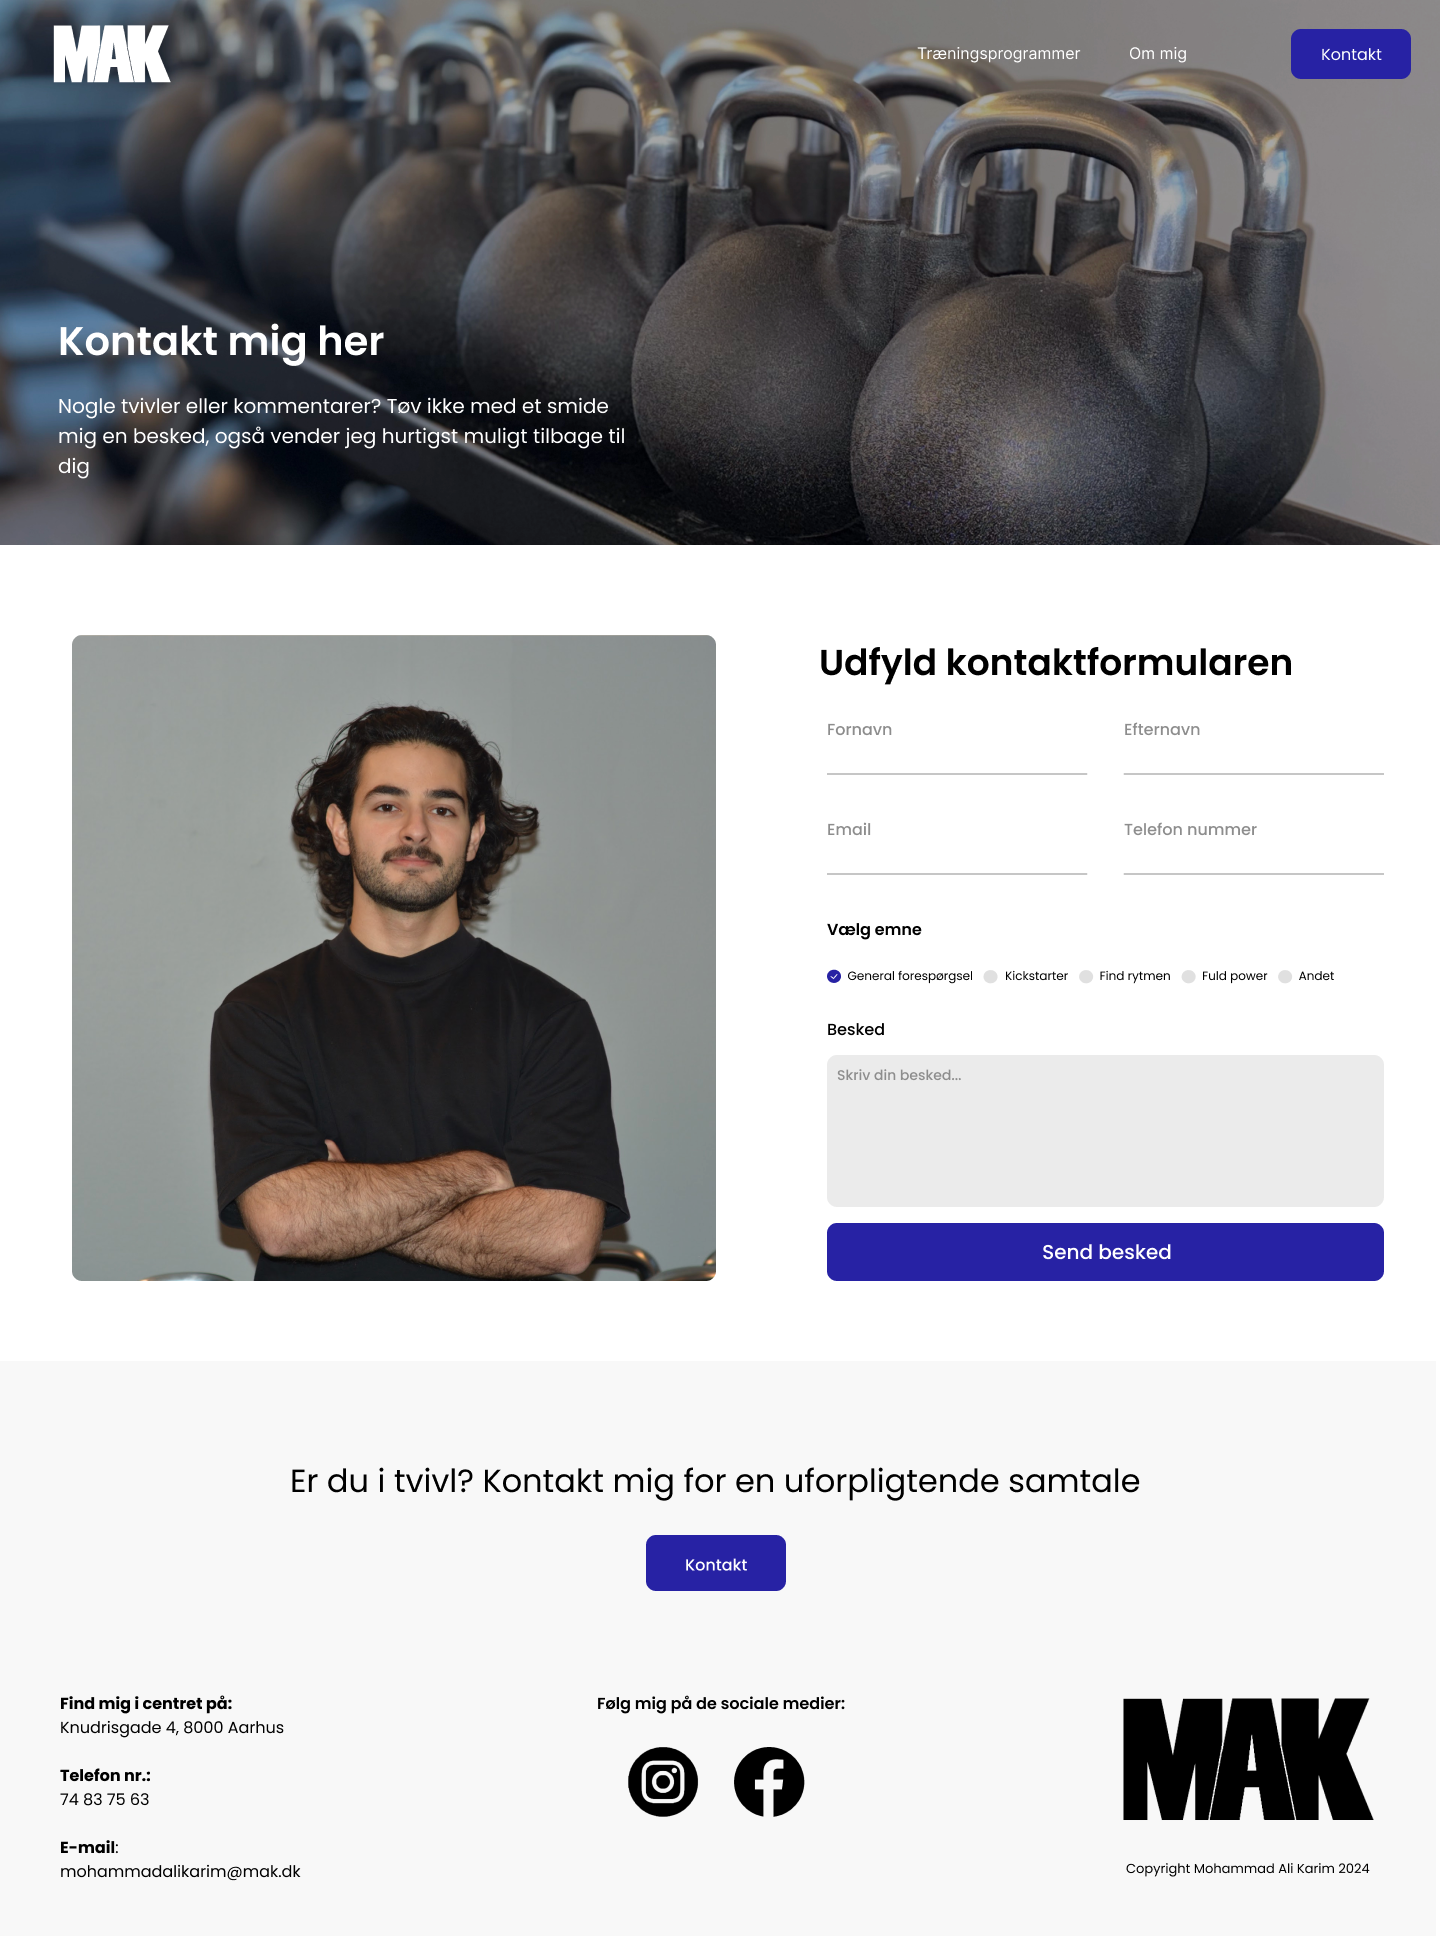 MAK
Træningsprogrammer
Om mig
Kontakt
Kontakt mig her
Nogle tvivler eller kommentarer? Tøv ikke med et smide
mig en besked, også vender jeg hurtigst muligt tilbage til
dig
Udfyld kontaktformularen
Fornavn
Efternavn
Email
Telefon nummer
Vælg emne
General forespørgsel
Kickstarter
Find rytmen
Fuld power
Andet
Besked
Skriv din besked...
Send besked
Er du i tvivl? Kontakt mig for en uforpligtende samtale
Kontakt
Find mig i centret på:
Knudrisgade 4, 8000 Aarhus
Telefon nr.:
74 83 75 63
E-mail:
mohammadalikarim@mak.dk
Følg mig på de sociale medier:
MAK
Copyright Mohammad Ali Karim 2024